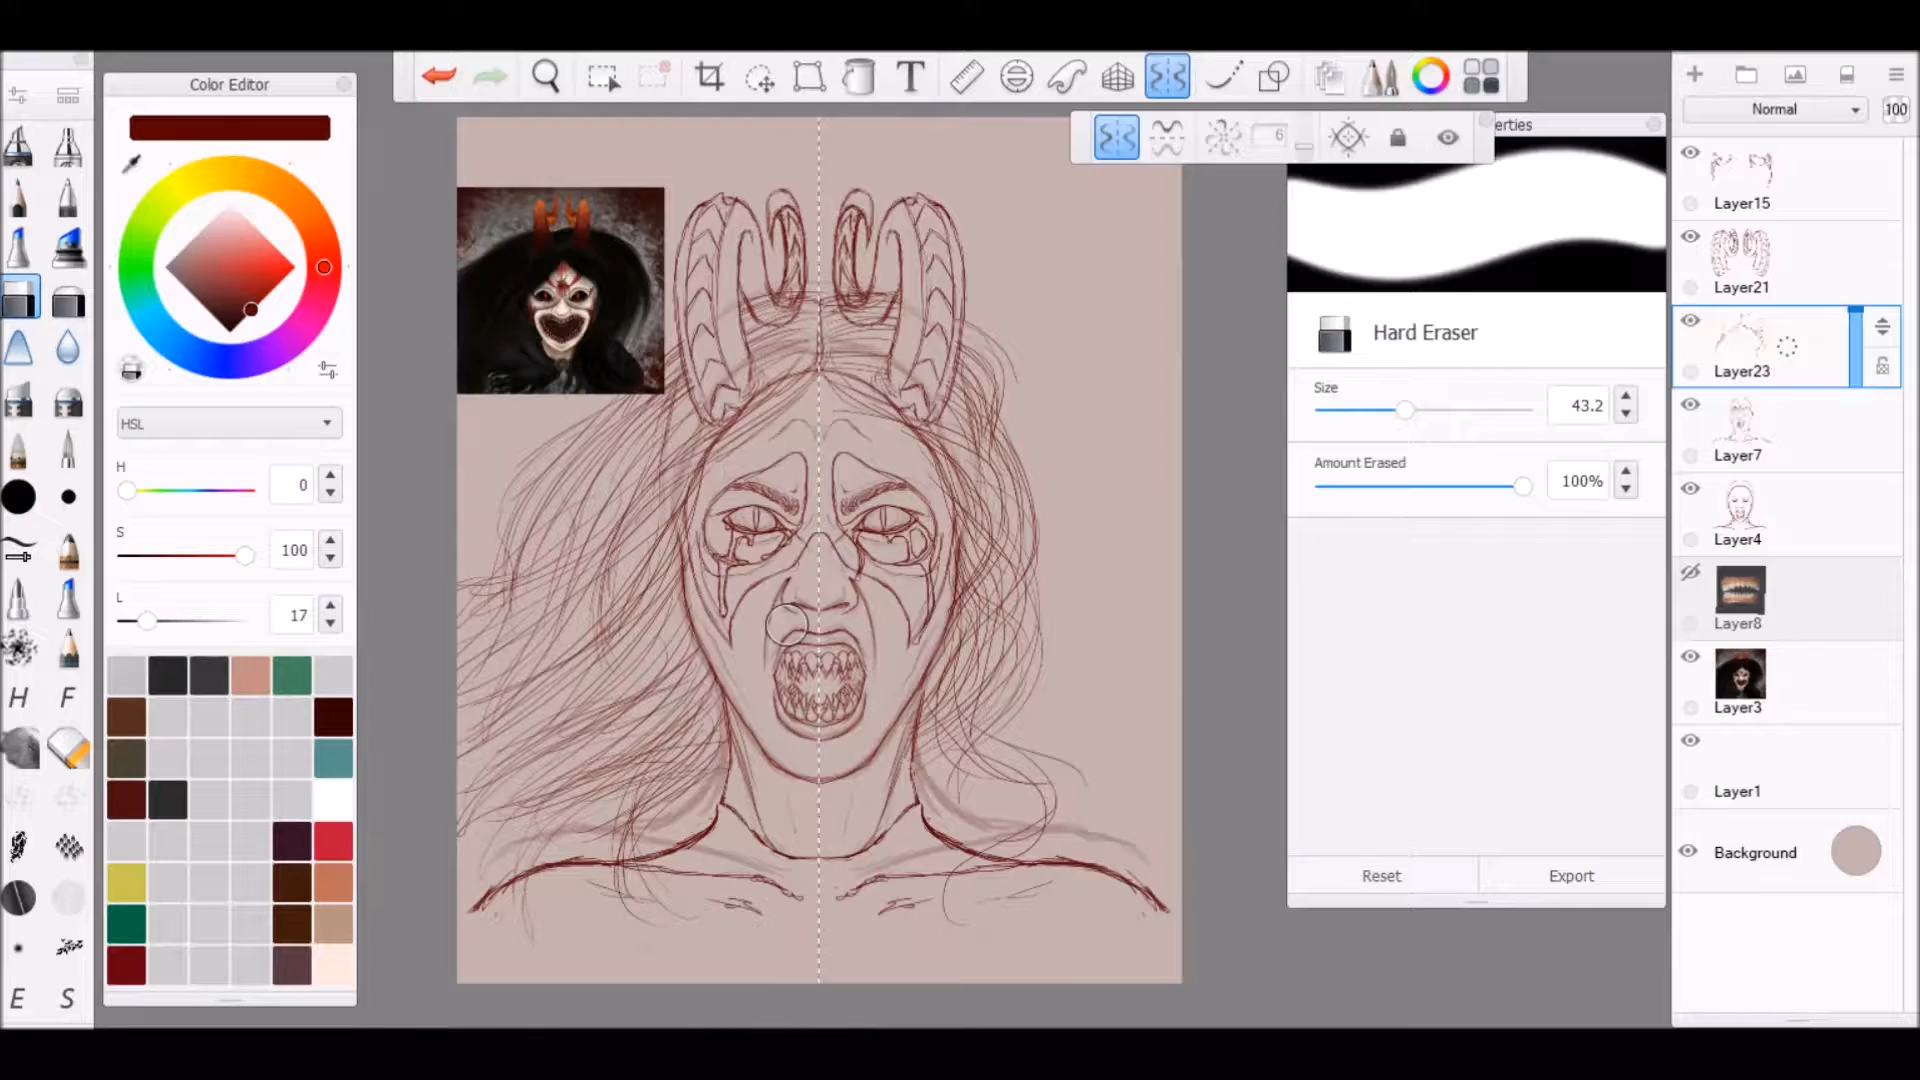 Color Editor
HSL
H
0
S
100
L
17
H F
E S
T
6
erties
Hard Eraser
Size
43.2
Amount Erased
100%
Reset
Export
Normal
100
Layer15
Layer21
Layer23
Layer7
Layer4
Layer8
Layer3
Layer1
Background